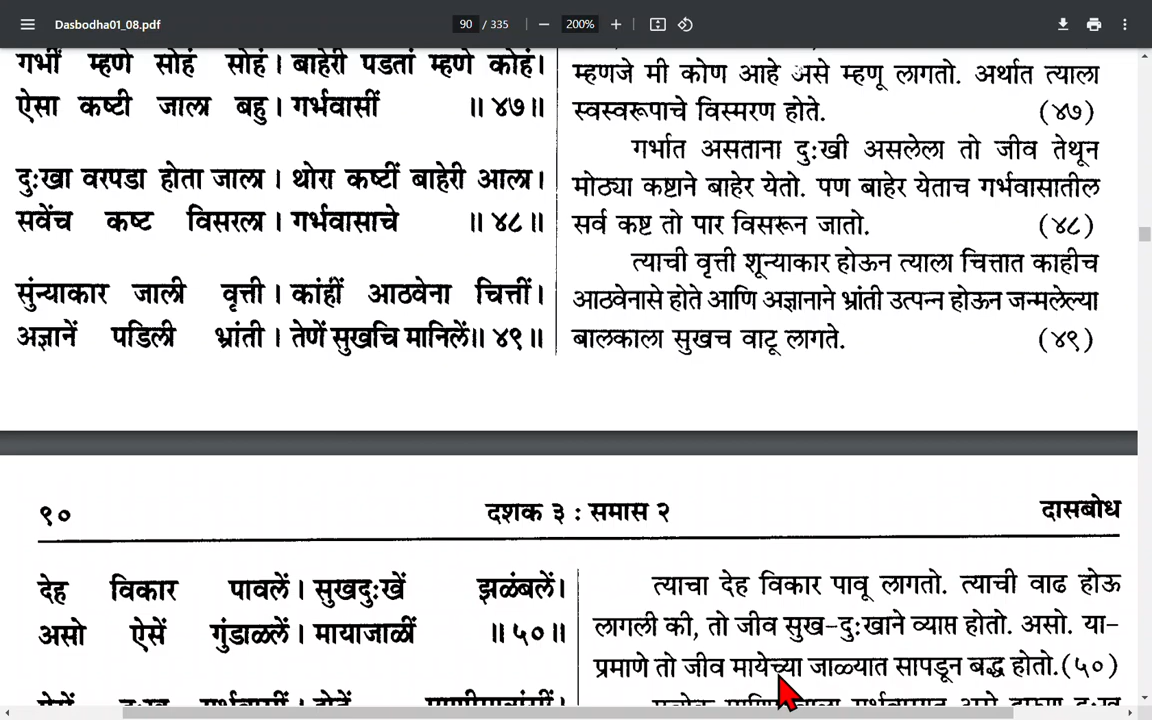 Dasbodha01_08.pdf
90 / 335
200%
गर्भीं म्हणे सोहं सोहं। बाहेरी पडतां म्हणे कोहं।
ऐसा कष्टी जाला बहु। गर्भवासीं ॥ ४७॥
दुःखा वरपडा होता जाला। थोरा कष्टीं बाहेरी आला।
सवेंच कष्ट विसरला। गर्भवासाचे ॥ ४८॥
सुंन्याकार जाली वृत्ती। कांहीं आठवेना चित्तीं।
अज्ञानें पडिली भ्रांती। तेणें सुखचि मानिलें॥ ४९॥
म्हणजे मी कोण आहे असे म्हणू लागतो. अर्थात त्याला
स्वस्वरूपाचे विस्मरण होते. (४७)
गर्भात असताना दुःखी असलेला तो जीव तेथून
मोठ्या कष्टाने बाहेर येतो. पण बाहेर येताच गर्भवासातील
सर्व कष्ट तो पार विसरून जातो. (४८)
त्याची वृत्ती शून्याकार होऊन त्याला चित्तात काहीच
आठवेनासे होते आणि अज्ञानाने भ्रांती उत्पन्न होऊन जन्मलेल्या
बालकाला सुखच वाटू लागते. (४९)
९० दशक ३ : समास २ दासबोध
देह विकार पावलें। सुखदुःखें झळंबलें।
असो ऐसें गुंडाळलें। मायाजाळीं ॥ ५०॥
त्याचा देह विकार पावू लागतो. त्याची वाढ होऊ
लागली की, तो जीव सुख-दुःखाने व्याप्त होतो. असो. या-
प्रमाणे तो जीव मायेच्या जाळ्यात सापडून बद्ध होतो.(५०)